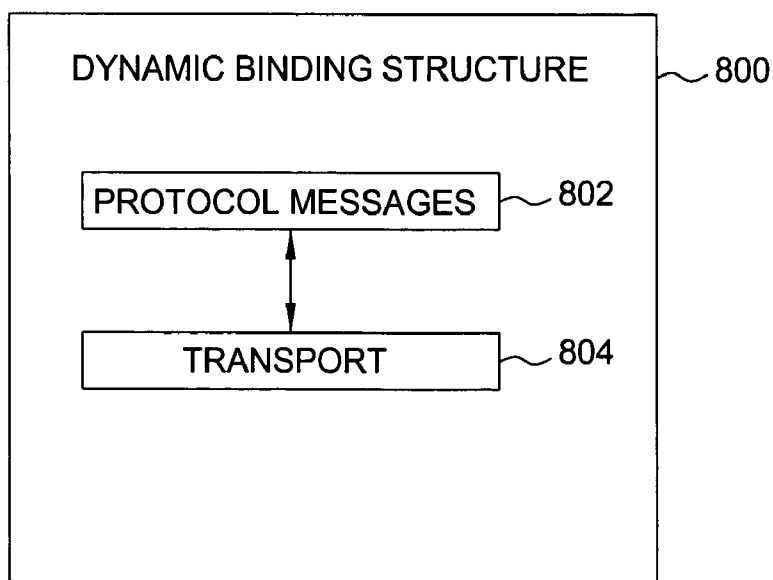 DYNAMIC BINDING STRUCTURE
800
PROTOCOL MESSAGES
802
TRANSPORT
804